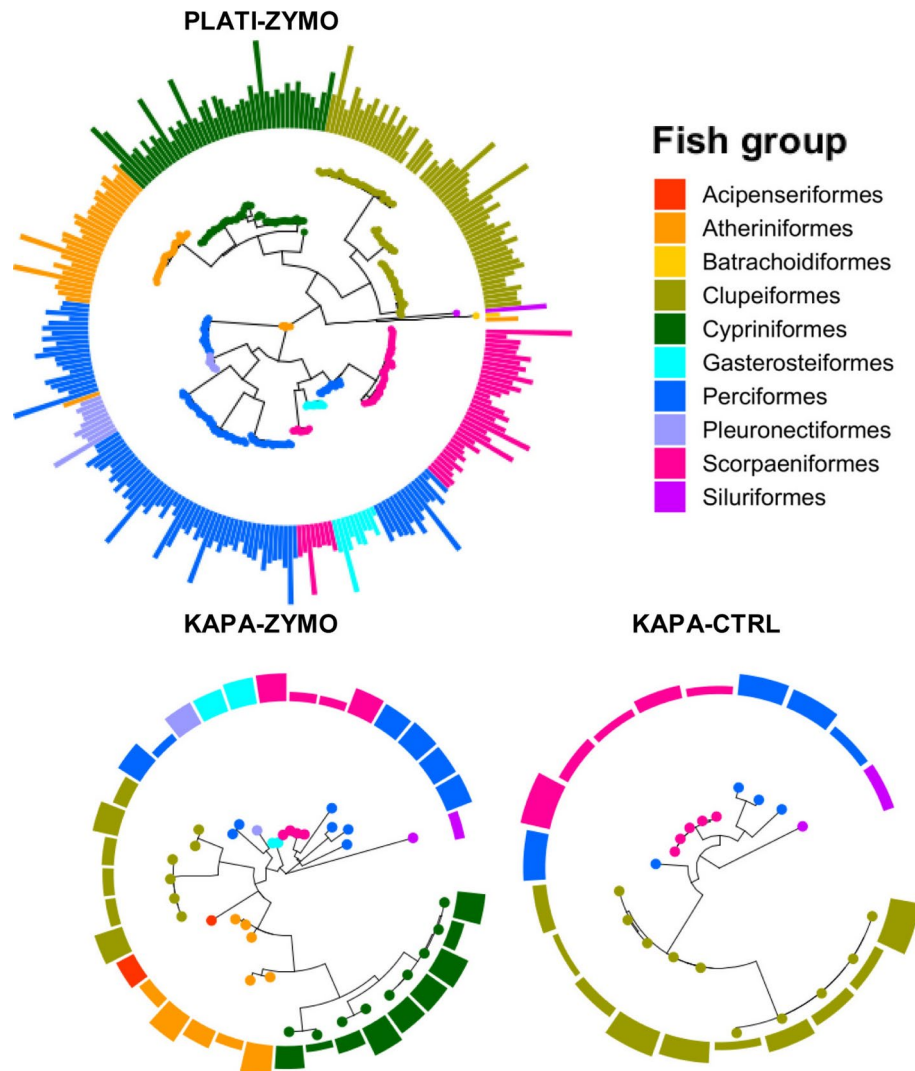 PLATI-ZYMO
Fish group
Acipenseriformes
Atheriniformes
Batrachoidiformes
Clupeiformes
Cypriniformes
Gasterosteiformes
Perciformes
Pleuronectiformes
Scorpaeniformes
Siluriformes
KAPA-ZYMO
KAPA-CTRL